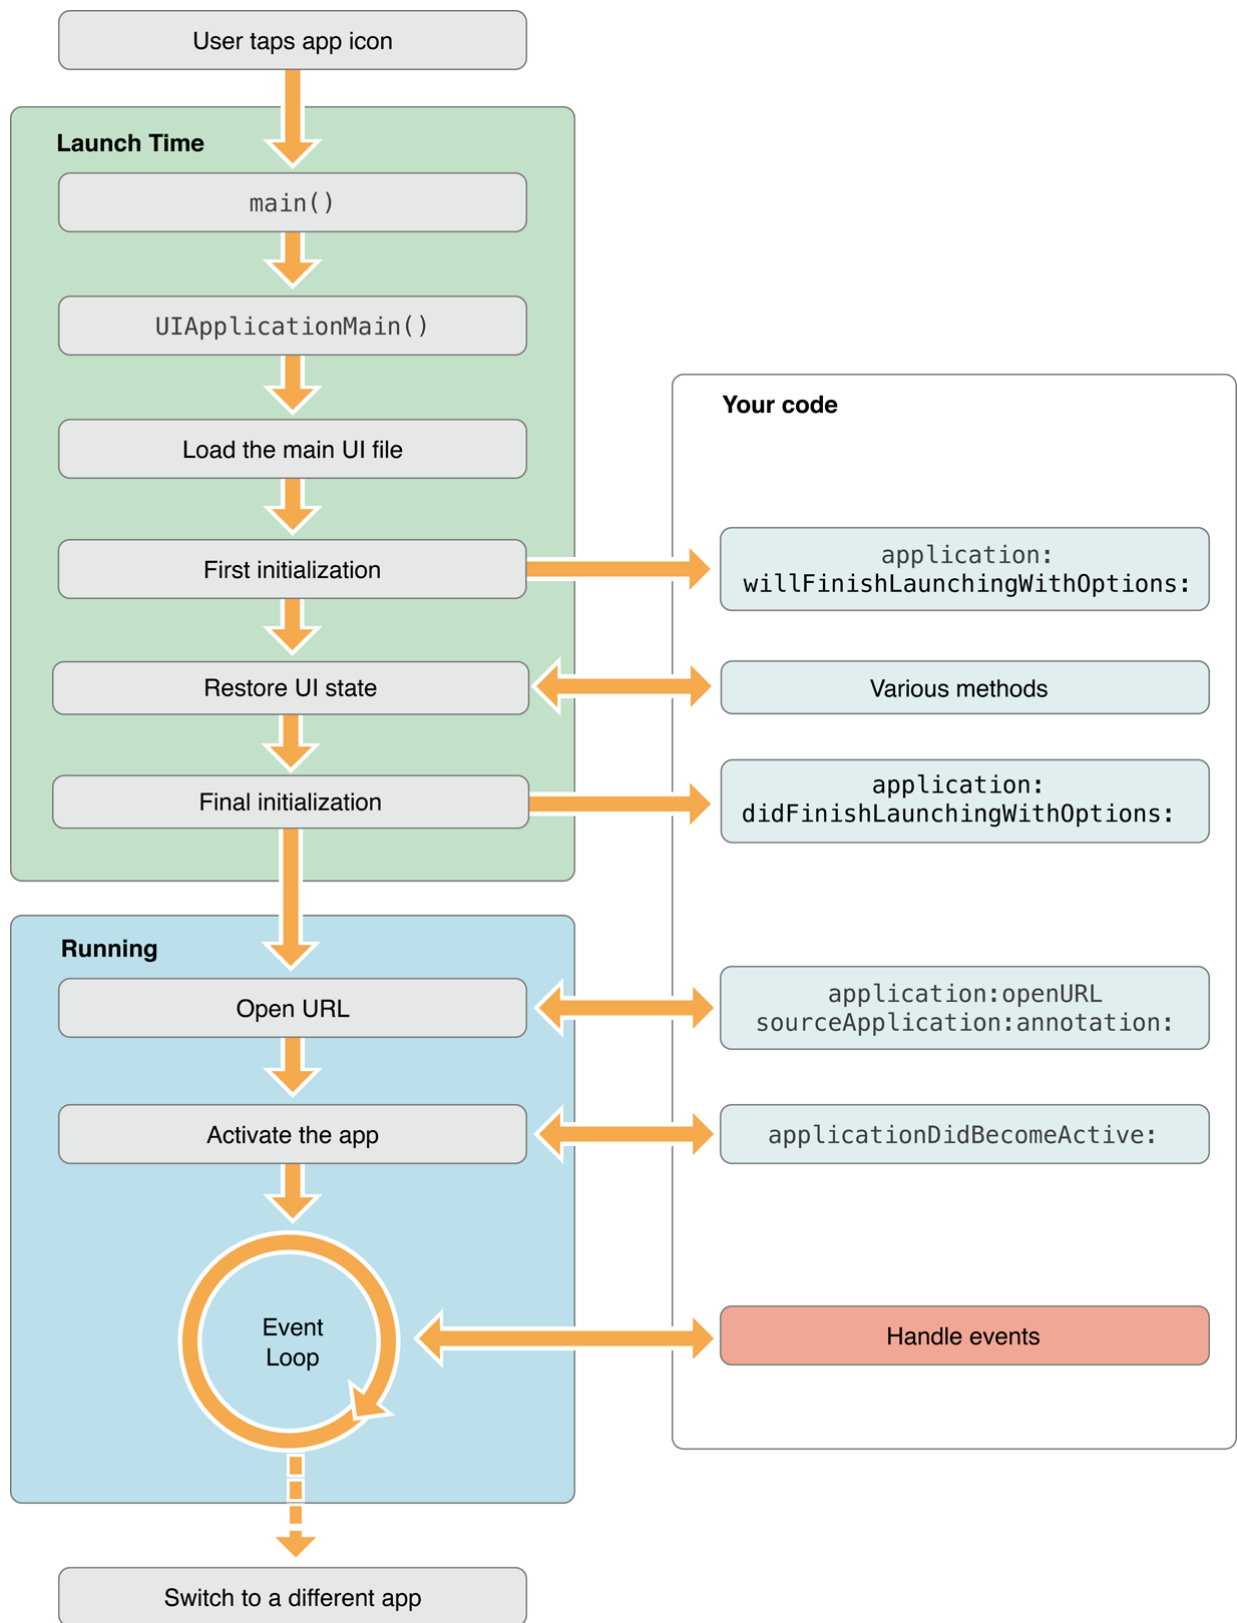 User taps app icon
Launch Time
main()
UIApplicationMain()
Load the main UI file
First initialization
Restore UI state
Final initialization
Running
Open URL
Activate the app
Event
Loop
Switch to a different app
Your code
application:
willFinishLaunchingWithOptions:
Various methods
application:
didFinishLaunchingWithOptions:
application:openURL
sourceApplication:annotation:
applicationDidBecomeActive:
Handle events